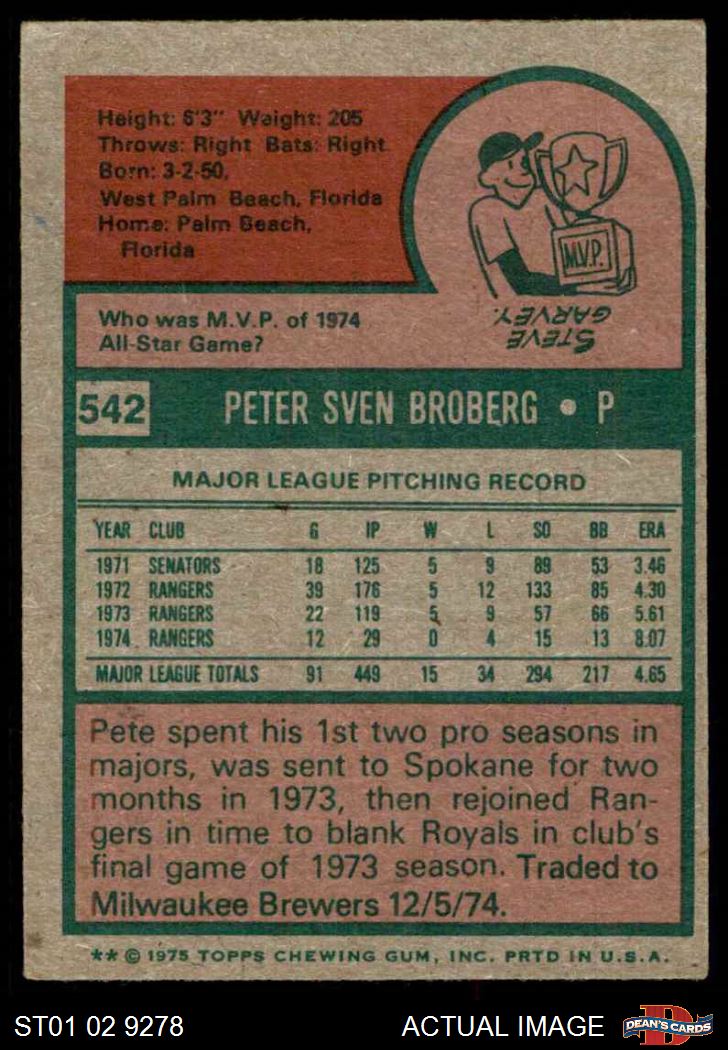 Height: 6'3" Weight: 205
Throws: Right Bats: Right
Born: 3-2-50,
West Palm Beach, Florida
Home: Palm Beach,
Florida
M.V.P.
STEVE
GARVEY.
Who was M.V.P. of 1974
All-Star Game?
542 PETER SVEN BROBERG • P
MAJOR LEAGUE PITCHING RECORD
YEAR CLUB G IP W L SO BB ERA
1971 SENATORS 18 125 5 9 89 53 3.46
1972 RANGERS 39 176 5 12 133 85 4.30
1973 RANGERS 22 119 5 9 57 66 5.61
1974 RANGERS 12 29 0 4 15 13 8.07
MAJOR LEAGUE TOTALS 91 449 15 34 294 217 4.65
Pete spent his 1st two pro seasons in
majors, was sent to Spokane for two
months in 1973, then rejoined Ran-
gers in time to blank Royals in club's
final game of 1973 season. Traded to
Milwaukee Brewers 12/5/74.
** © 1975 TOPPS CHEWING GUM, INC. PRTD IN U.S.A.
ST01 02 9278 ACTUAL IMAGE D DEAN'S CARDS